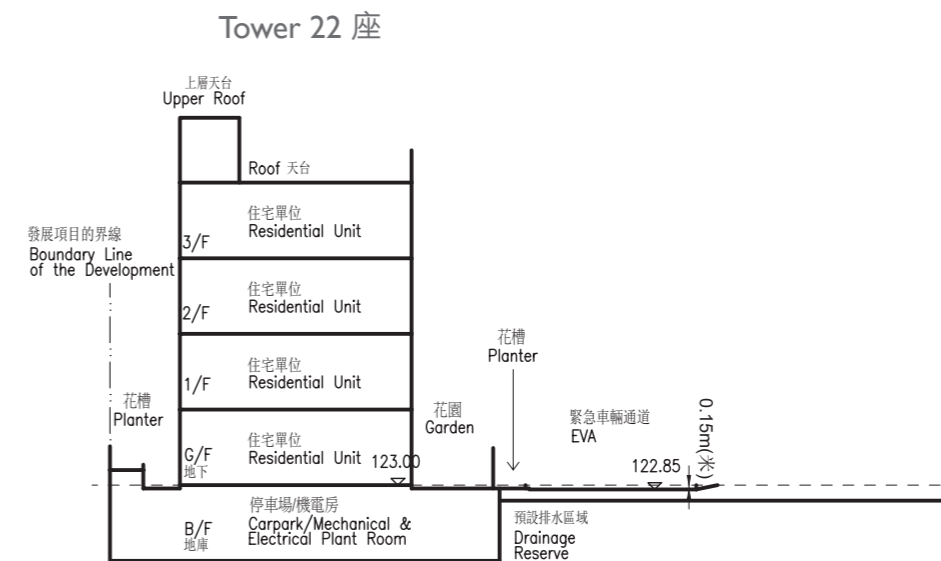 Tower 22 座
上層天台
Upper Roof
Roof 天台
住宅單位
Residential Unit
3/F
發展項目的界線
Boundary Line
of the Development
住宅單位
Residential Unit
2/F
花槽
Planter
住宅單位
Residential Unit
1/F
花槽
Planter
花園
Garden
緊急車輛通道
EVA
0.15m(米)
住宅單位
Residential Unit
G/F
地下
123.00
122.85
停車場/機電房
Carpark/Mechanical &
Electrical Plant Room
B/F
地庫
預設排水區域
Drainage
Reserve